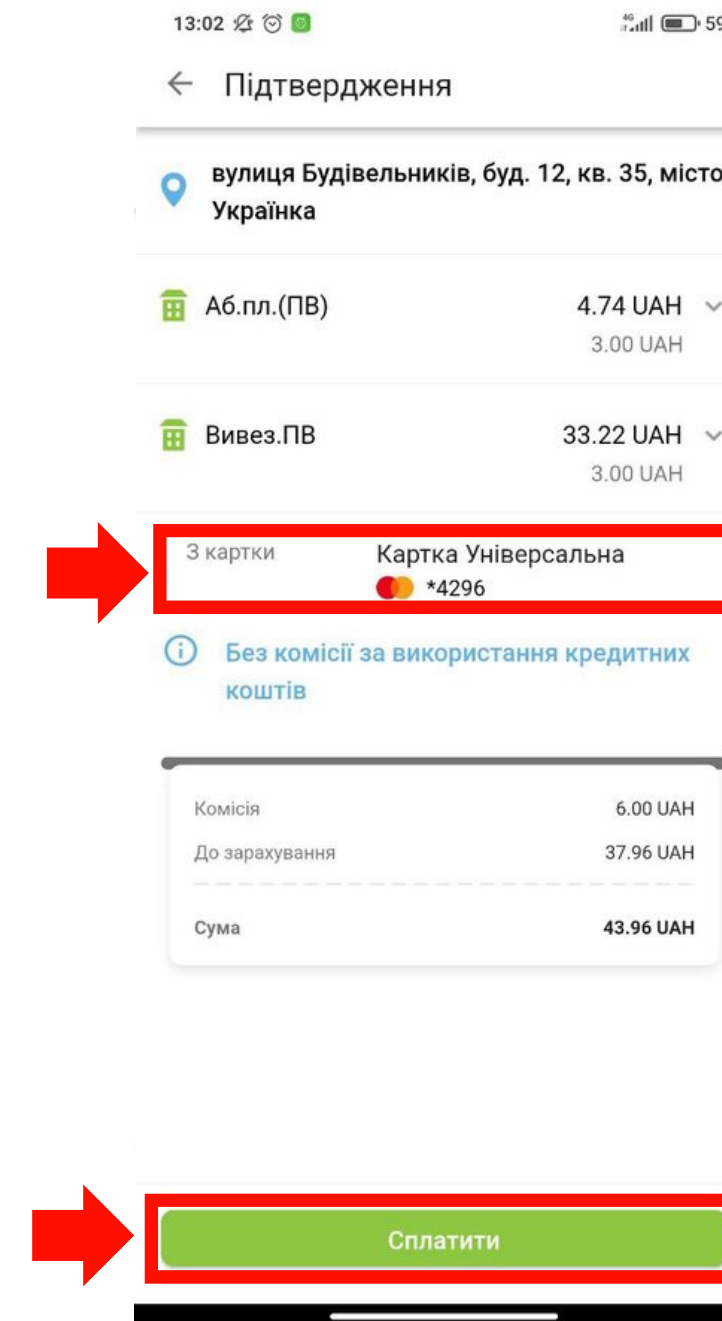 13:02 4G 59
Підтвердження
вулиця Будівельників, буд. 12, кв. 35, місто
Українка
Аб.пл.(ПВ) 4.74 UAH
3.00 UAH
Вивез.ПВ 33.22 UAH
3.00 UAH
З картки Картка Універсальна
*4296
Без комісії за використання кредитних
коштів
Комісія 6.00 UAH
До зарахування 37.96 UAH
Сума 43.96 UAH
Сплатити